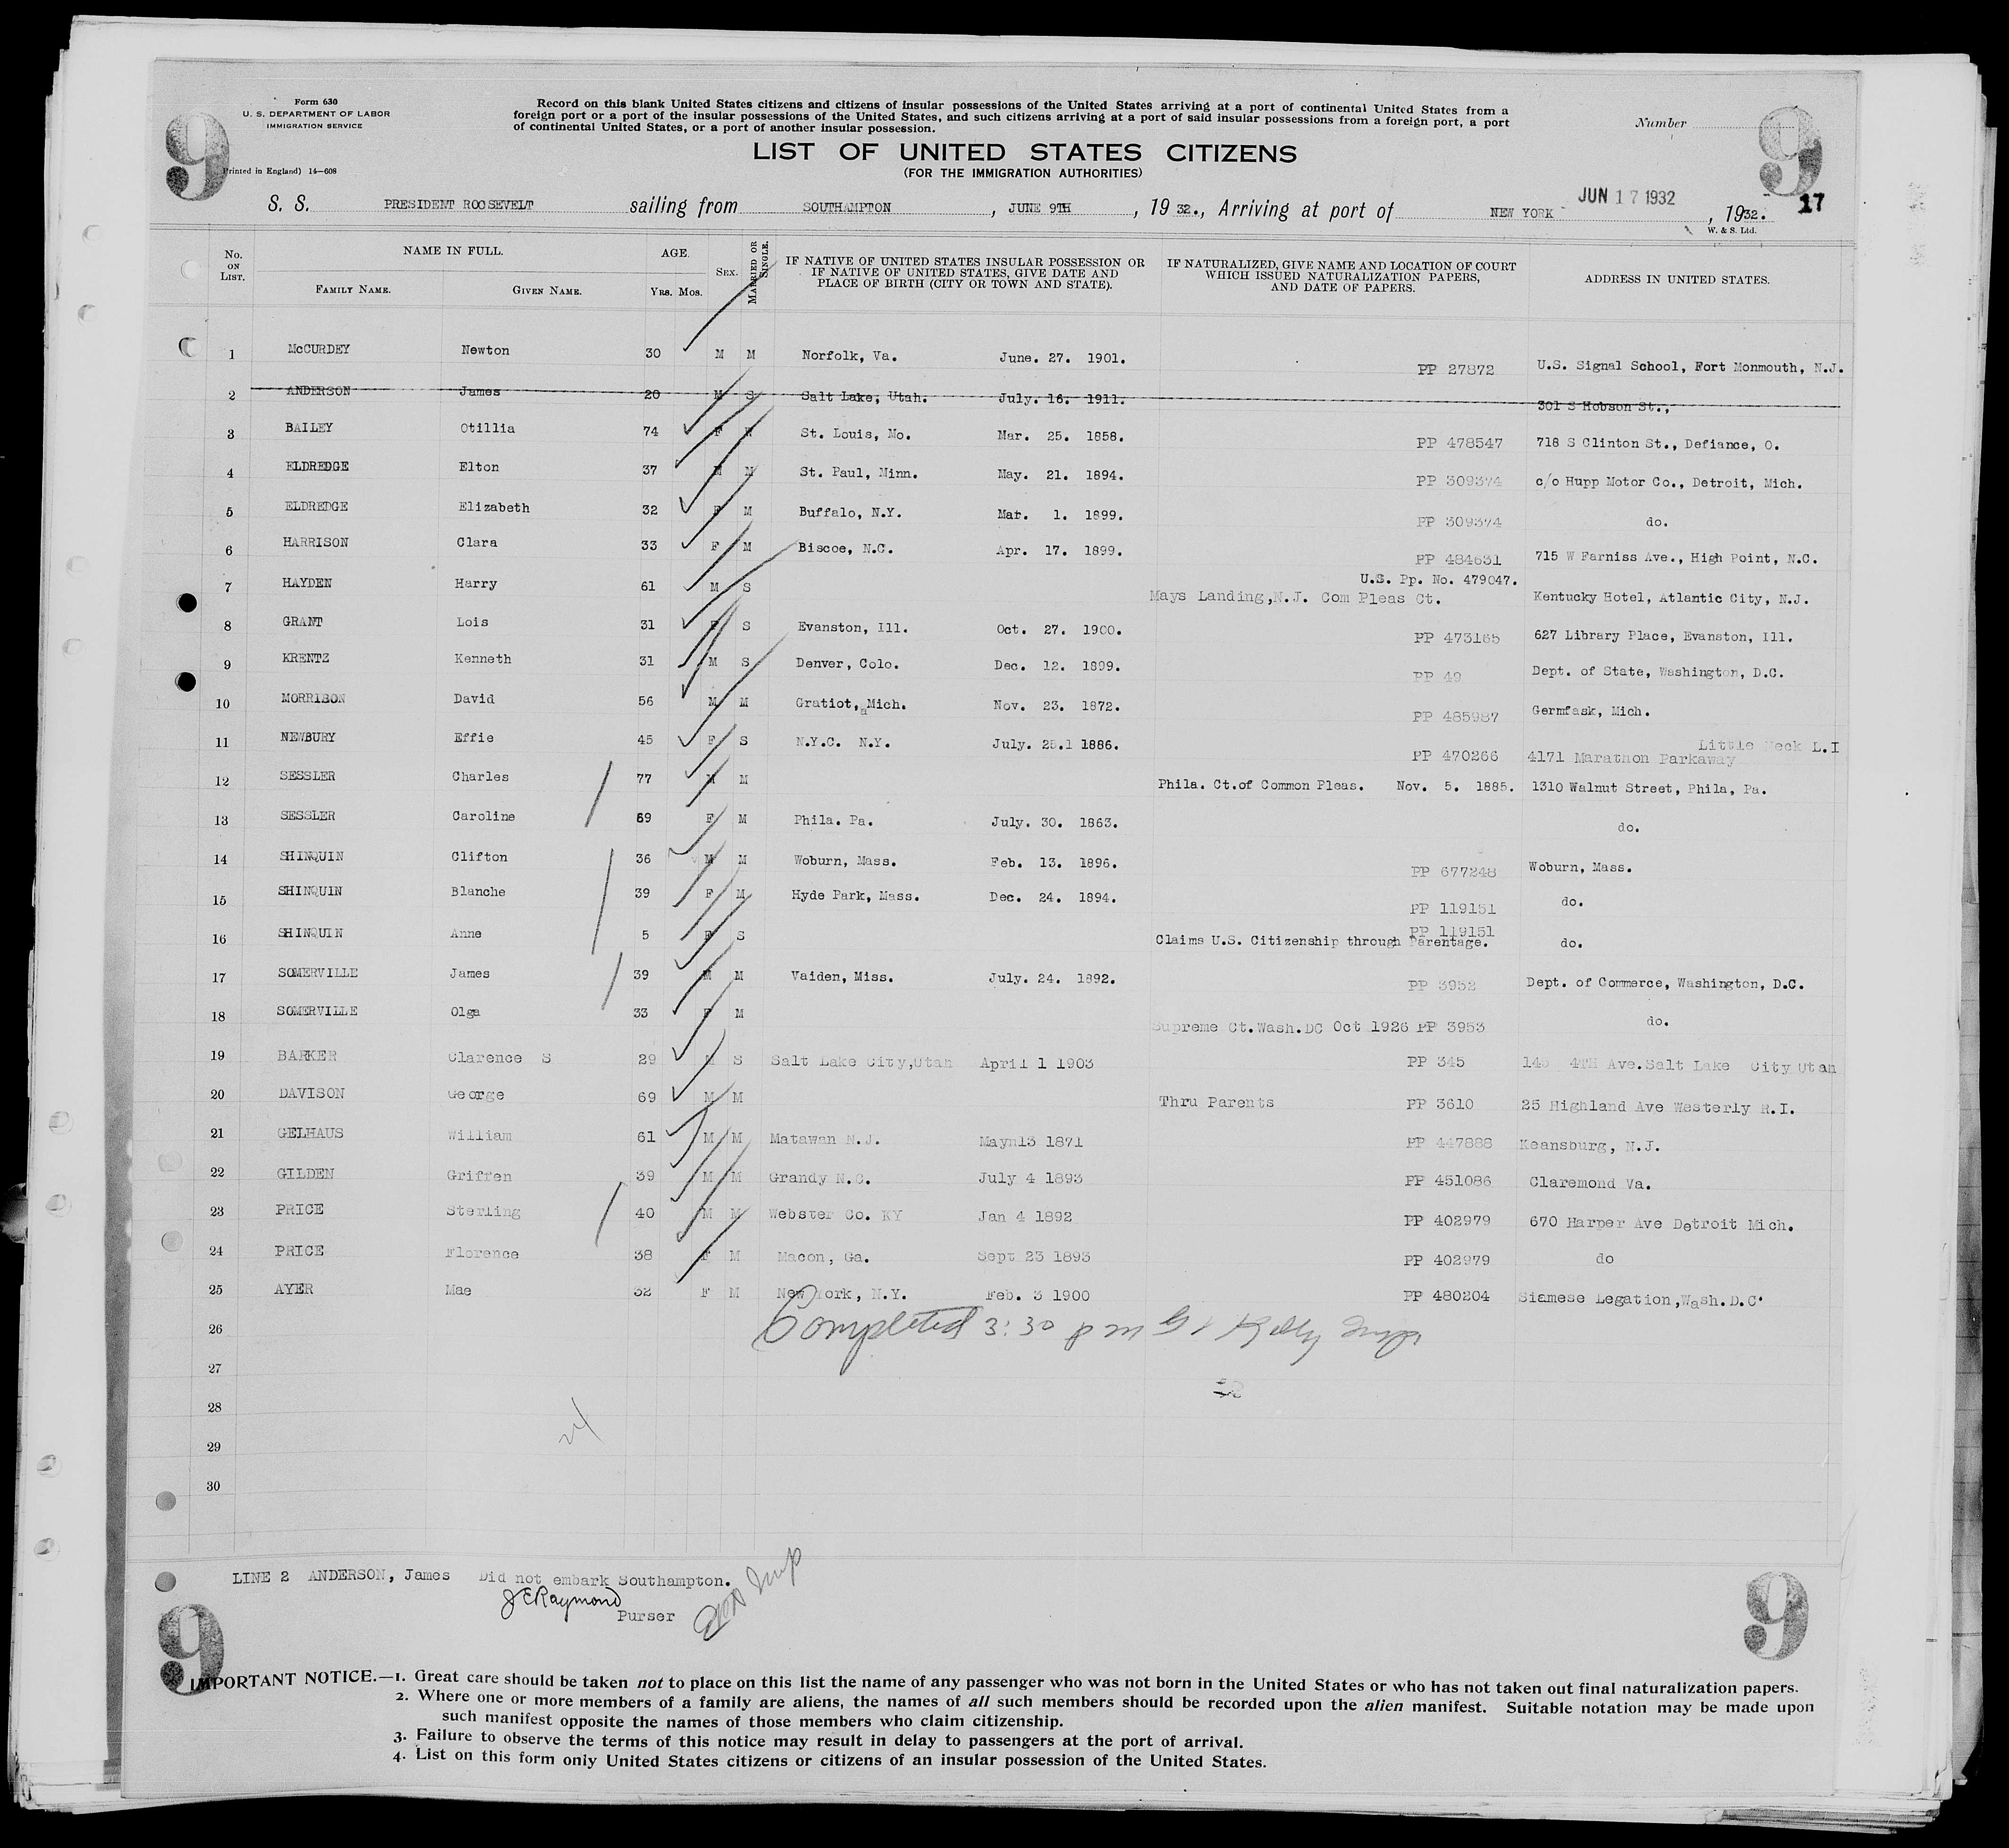 Form 630
U. S. DEPARTMENT OF LABOR
IMMIGRATION SERVICE
9
Printed in England) 14—608
Record on this blank United States citizens and citizens of insular possessions of the United States arriving at a port of continental United States from a
foreign port or a port of the insular possessions of the United States, and such citizens arriving at a port of said insular possessions from a foreign port, a port
of continental United States, or a port of another insular possession.
Number
9
LIST OF UNITED STATES CITIZENS
(FOR THE IMMIGRATION AUTHORITIES)
S. S. PRESIDENT ROOSEVELT sailing from SOUTHAMPTON, JUNE 9TH, 1932., Arriving at port of NEW YORK JUN 17 1932, 1932. 17
W. & S. Ltd.
No. ON LIST. NAME IN FULL. FAMILY NAME. GIVEN NAME. AGE. YRS. MOS. SEX. MARRIED OR SINGLE. IF NATIVE OF UNITED STATES INSULAR POSSESSION OR IF NATIVE OF UNITED STATES, GIVE DATE AND PLACE OF BIRTH (CITY OR TOWN AND STATE). IF NATURALIZED, GIVE NAME AND LOCATION OF COURT WHICH ISSUED NATURALIZATION PAPERS, AND DATE OF PAPERS. ADDRESS IN UNITED STATES.
1 McCURDEY Newton 30 M M Norfolk, Va. June. 27. 1901. PP 27872 U.S. Signal School, Fort Monmouth, N.J.
2 ANDERSON James 20 M S Salt Lake, Utah. July. 16. 1911. 301 S Hobson St.,
3 BAILEY Otillia 74 F W St. Louis, Mo. Mar. 25. 1858. PP 478547 718 S Clinton St., Defiance, O.
4 ELDREDGE Elton 37 M M St. Paul, Minn. May. 21. 1894. PP 309374 c/o Hupp Motor Co., Detroit, Mich.
5 ELDREDGE Elizabeth 32 F M Buffalo, N.Y. Mar. 1. 1899. PP 309374 do.
6 HARRISON Clara 33 F M Biscoe, N.C. Apr. 17. 1899. PP 484631 715 W Farniss Ave., High Point, N.C.
7 HAYDEN Harry 61 M S U.S. Pp. No. 479047. Mays Landing,N.J. Com Pleas Ct. Kentucky Hotel, Atlantic City, N.J.
8 GRANT Lois 31 F S Evanston, Ill. Oct. 27. 1900. PP 473165 627 Library Place, Evanston, Ill.
9 KRENTZ Kenneth 31 M S Denver, Colo. Dec. 12. 1899. PP 49 Dept. of State, Washington, D.C.
10 MORRISON David 56 M M Gratiot, Mich. Nov. 23. 1872. PP 485987 Germfask, Mich.
11 NEWBURY Effie 45 F S N.Y.C. N.Y. July. 25.1 1886. PP 470266 4171 Marathon Parkaway Little Neck L.I
12 SESSLER Charles 77 M M Phila. Ct.of Common Pleas. Nov. 5. 1885. 1310 Walnut Street, Phila, Pa.
13 SESSLER Caroline 69 F M Phila. Pa. July. 30. 1863. do.
14 SHINQUIN Clifton 36 M M Woburn, Mass. Feb. 13. 1896. PP 677248 Woburn, Mass.
15 SHINQUIN Blanche 39 F M Hyde Park, Mass. Dec. 24. 1894. PP 119151 do.
16 SHINQUIN Anne 5 F S PP 119151 Claims U.S. Citizenship through Parentage. do.
17 SOMERVILLE James 39 M M Vaiden, Miss. July. 24. 1892. PP 3952 Dept. of Commerce, Washington, D.C.
18 SOMERVILLE Olga 33 F M Supreme Ct.Wash.DC Oct 1926 PP 3953 do.
19 BARKER Clarence S 29 S Salt Lake City,Utah April 1 1903 PP 345 4TH Ave.Salt Lake City Utah
20 DAVISON George 69 M M Thru Parents PP 3610 25 Highland Ave Westerly R.I.
21 GELHAUS William 61 M M Matawan N.J. Mayn13 1871 PP 447888 Keansburg, N.J.
22 GILDEN Griffen 39 M M Grandy N.C. July 4 1893 PP 451086 Claremond Va.
23 PRICE Sterling 40 M M Webster Co. KY Jan 4 1892 PP 402979 670 Harper Ave Detroit Mich.
24 PRICE Florence 38 F M Macon, Ga. Sept 23 1893 PP 402979 do
25 AYER Mae 32 F M New York, N.Y. Feb. 3 1900 PP 480204 Siamese Legation,Wash.D.C.
26 Completed 3:30 pm Kelly Insp
27
28
29
30
LINE 2 ANDERSON, James Did not embark Southampton.
J E Raymond
Purser
Insp
9
9
IMPORTANT NOTICE.—1. Great care should be taken not to place on this list the name of any passenger who was not born in the United States or who has not taken out final naturalization papers.
2. Where one or more members of a family are aliens, the names of all such members should be recorded upon the alien manifest. Suitable notation may be made upon
such manifest opposite the names of those members who claim citizenship.
3. Failure to observe the terms of this notice may result in delay to passengers at the port of arrival.
4. List on this form only United States citizens or citizens of an insular possession of the United States.